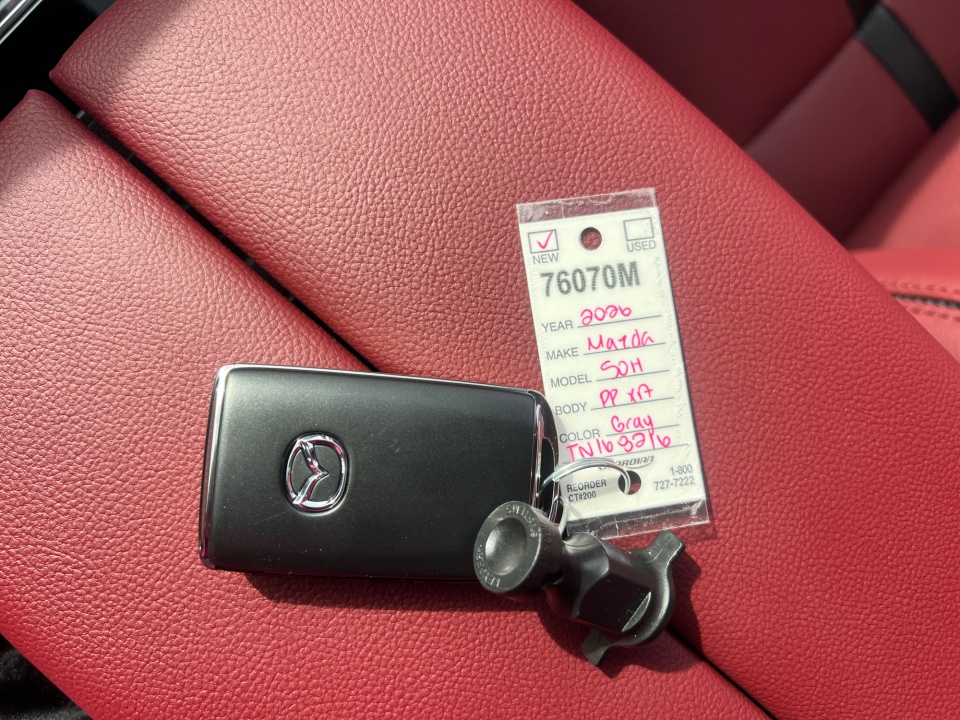 NEW
USED
76070M
YEAR 2026
MAKE Mazda
MODEL 50H
BODY PP XA
COLOR Gray
TN163216
REORDER 1-800
CT#200 727-7222